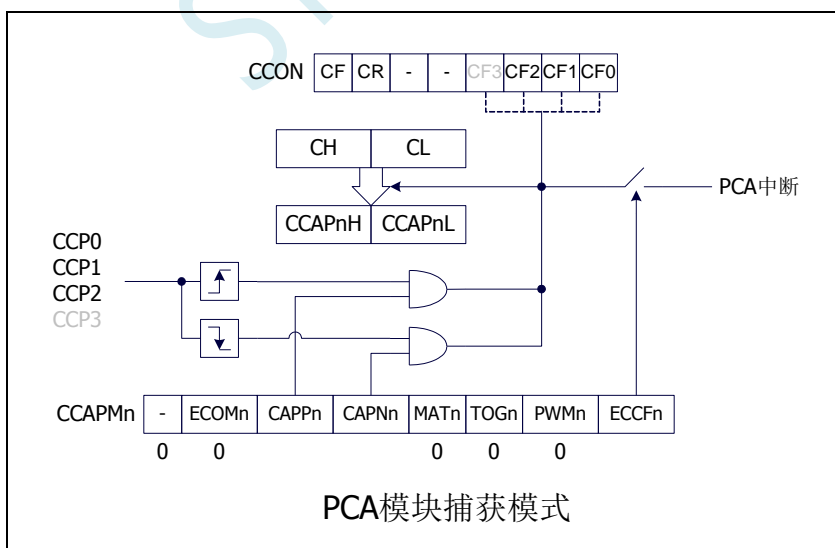 CCON CF CR - - CF3 CF2 CF1 CF0
CH CL
PCA中断
CCAPnH CCAPnL
CCP0
CCP1
CCP2
CCP3
CCAPMn - ECOMn CAPPn CAPNn MATn TOGn PWMn ECCFn
0 0 0 0 0
PCA模块捕获模式